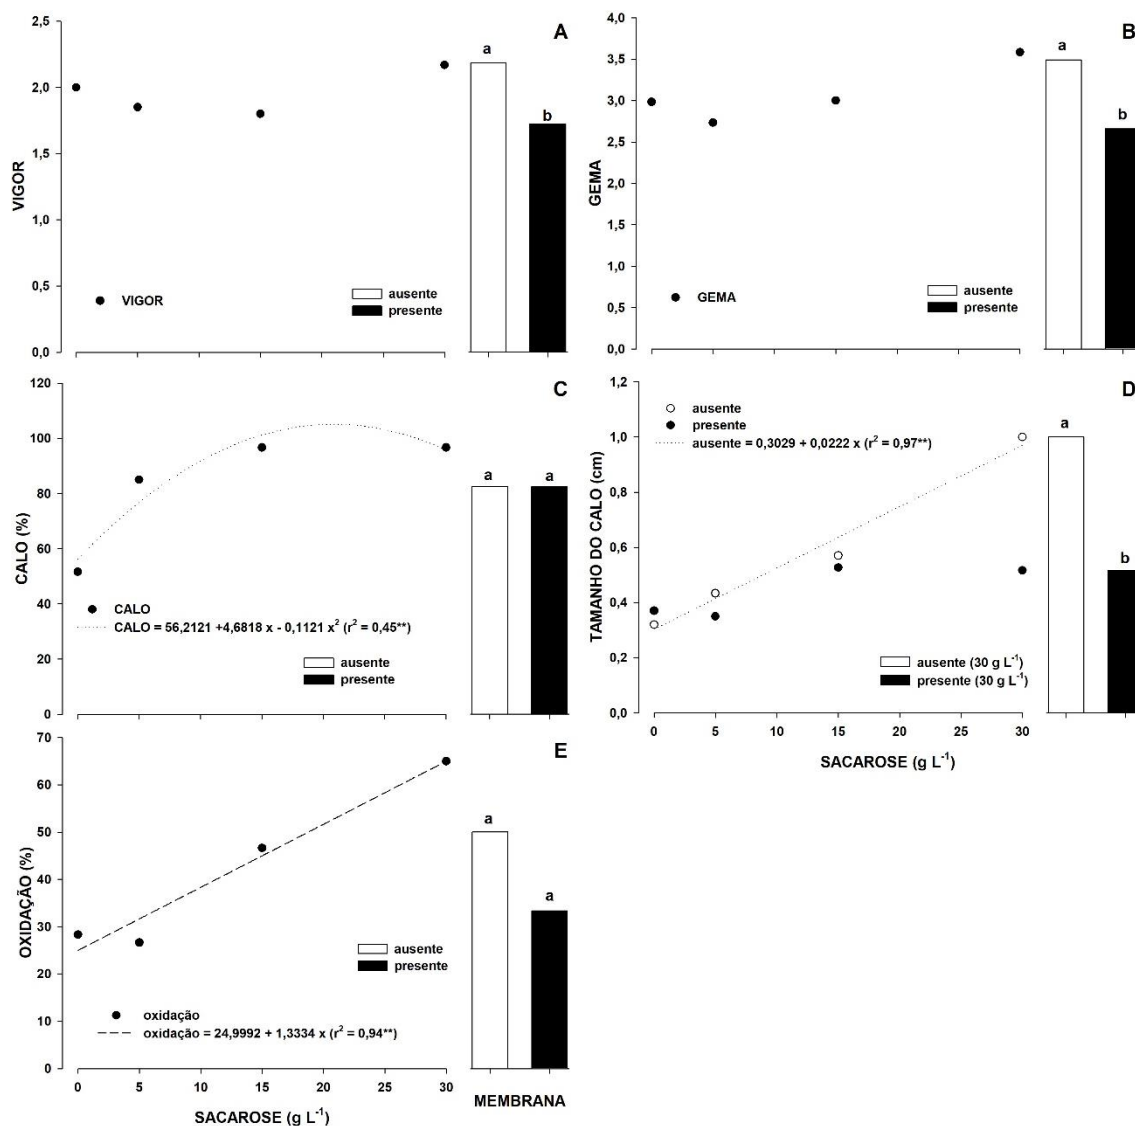 A
2,5
2,0
1,5
1,0
0,5
0,0
VIGOR
VIGOR
ausente
presente
a
b
B
4,0
3,5
3,0
2,5
2,0
1,5
1,0
0,5
0,0
GEMA
GEMA
ausente
presente
a
b
C
120
100
80
60
40
20
0
CALO (%)
CALO
CALO = 56,2121 +4,6818 x - 0,1121 x² (r² = 0,45**)
ausente
presente
a
a
D
1,2
1,0
0,8
0,6
0,4
0,2
0,0
TAMANHO DO CALO (cm)
ausente
presente
ausente = 0,3029 + 0,0222 x (r² = 0,97**)
ausente (30 g L⁻¹)
presente (30 g L⁻¹)
a
b
0
5
10
15
20
25
30
SACAROSE (g L⁻¹)
E
70
60
50
40
30
20
10
0
OXIDAÇÃO (%)
ausente
presente
oxidação
oxidação = 24,9992 + 1,3334 x (r² = 0,94**)
a
a
0
5
10
15
20
25
30
SACAROSE (g L⁻¹)
MEMBRANA